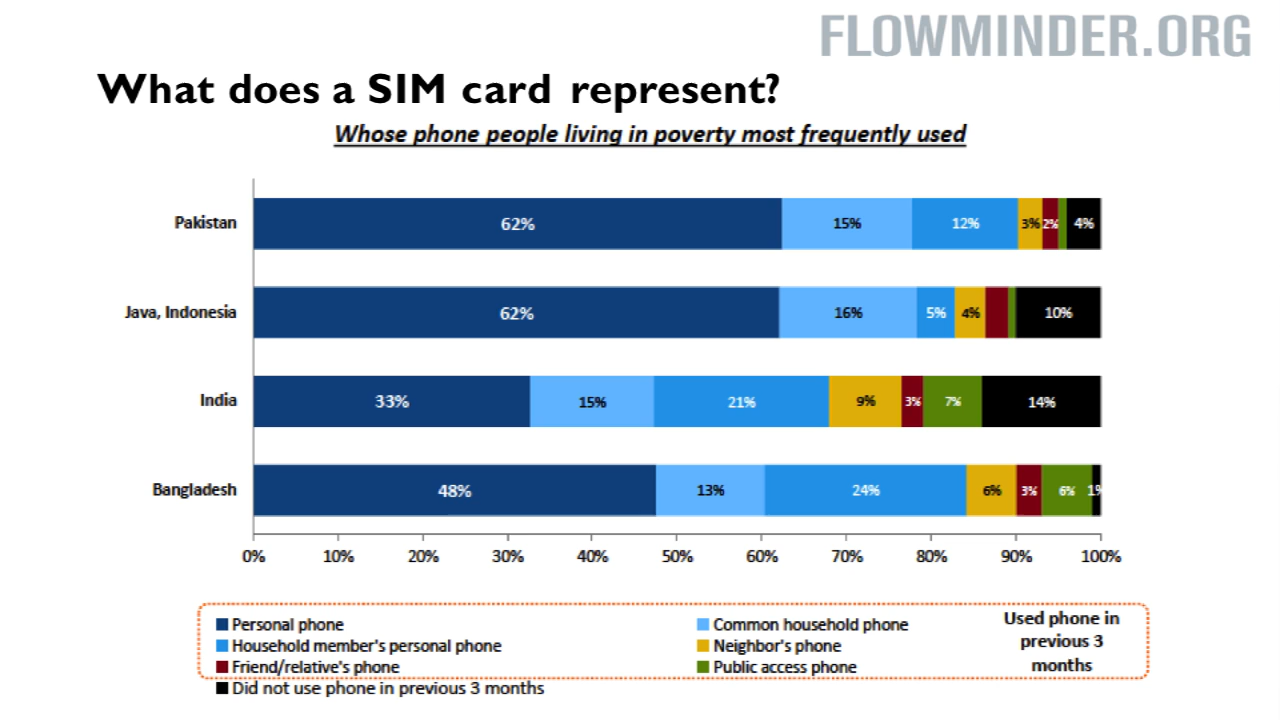 FLOWMINDER.ORG
What does a SIM card represent?
Whose phone people living in poverty most frequently used
Pakistan 62% 15% 12% 3% 2% 4%
Java, Indonesia 62% 16% 5% 4% 10%
India 33% 15% 21% 9% 3% 7% 14%
Bangladesh 48% 13% 24% 6% 3% 6% 1%
0% 10% 20% 30% 40% 50% 60% 70% 80% 90% 100%
Personal phone Common household phone
Household member's personal phone Neighbor's phone
Friend/relative's phone Public access phone
Did not use phone in previous 3 months
Used phone in
previous 3
months